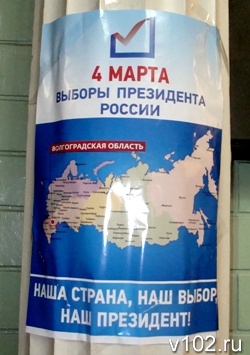 4 МАРТА
ВЫБОРЫ ПРЕЗИДЕНТА
РОССИИ
ВОЛГОГРАДСКАЯ ОБЛАСТЬ
НАША СТРАНА, НАШ ВЫБОР,
НАШ ПРЕЗИДЕНТ!
v102.ru